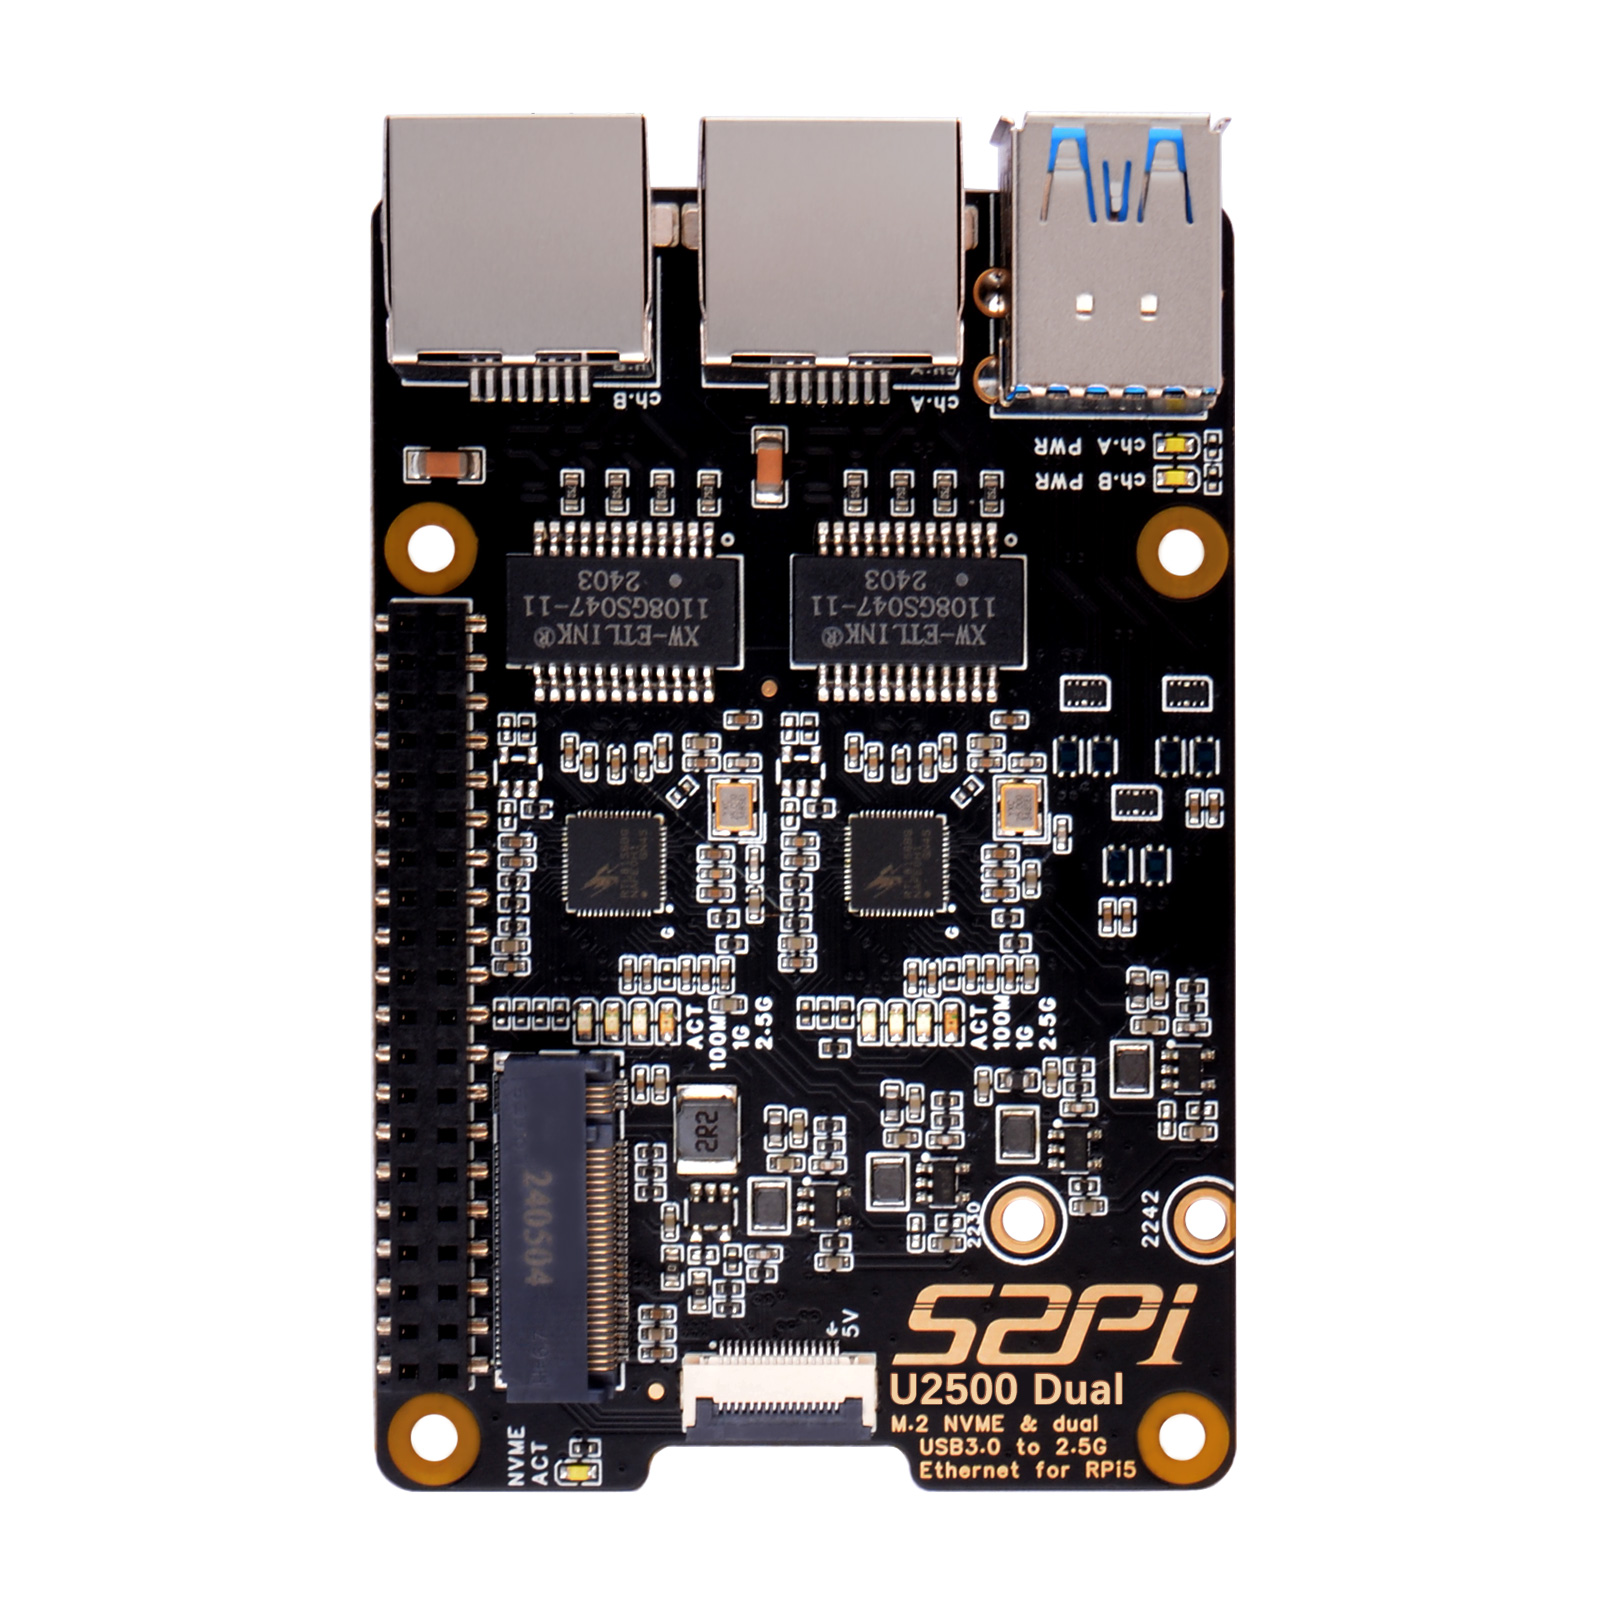 ch.B
ch.A
ch.A PWR
ch.B PWR
2403
1108GS047-11
XW-ETLINK®
2403
1108GS047-11
XW-ETLINK®
ACT
100M
1G
2.5G
ACT
100M
1G
2.5G
2R2
240504
2230
2242
5V
S2Pi
U2500 Dual
M.2 NVME & dual
USB3.0 to 2.5G
Ethernet for RPi5
NVME
ACT